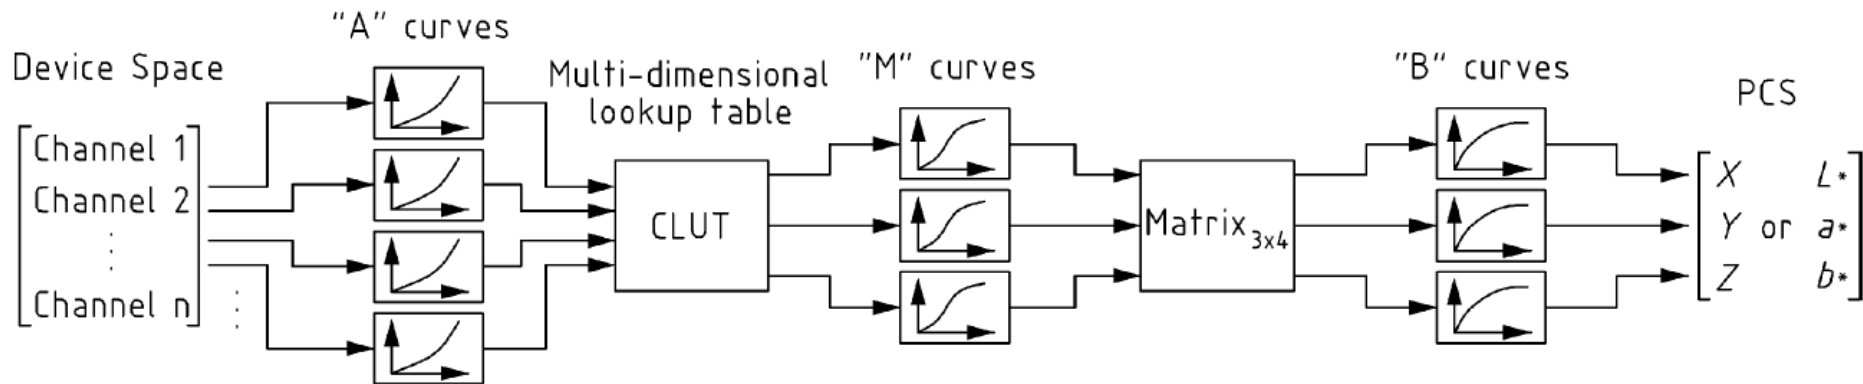 "A" curves
Device Space
Multi-dimensional
lookup table
"M" curves
"B" curves
PCS
Channel 1
Channel 2
⋮
Channel n
⋮
CLUT
Matrix3x4
X L*
Y or a*
Z b*